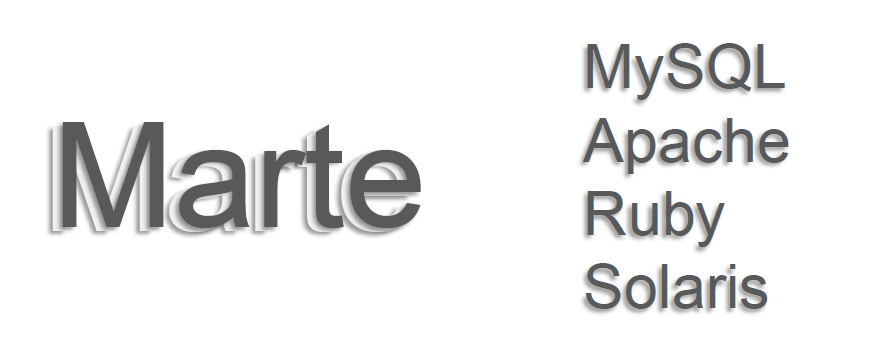 Marte
MySQL
Apache
Ruby
Solaris